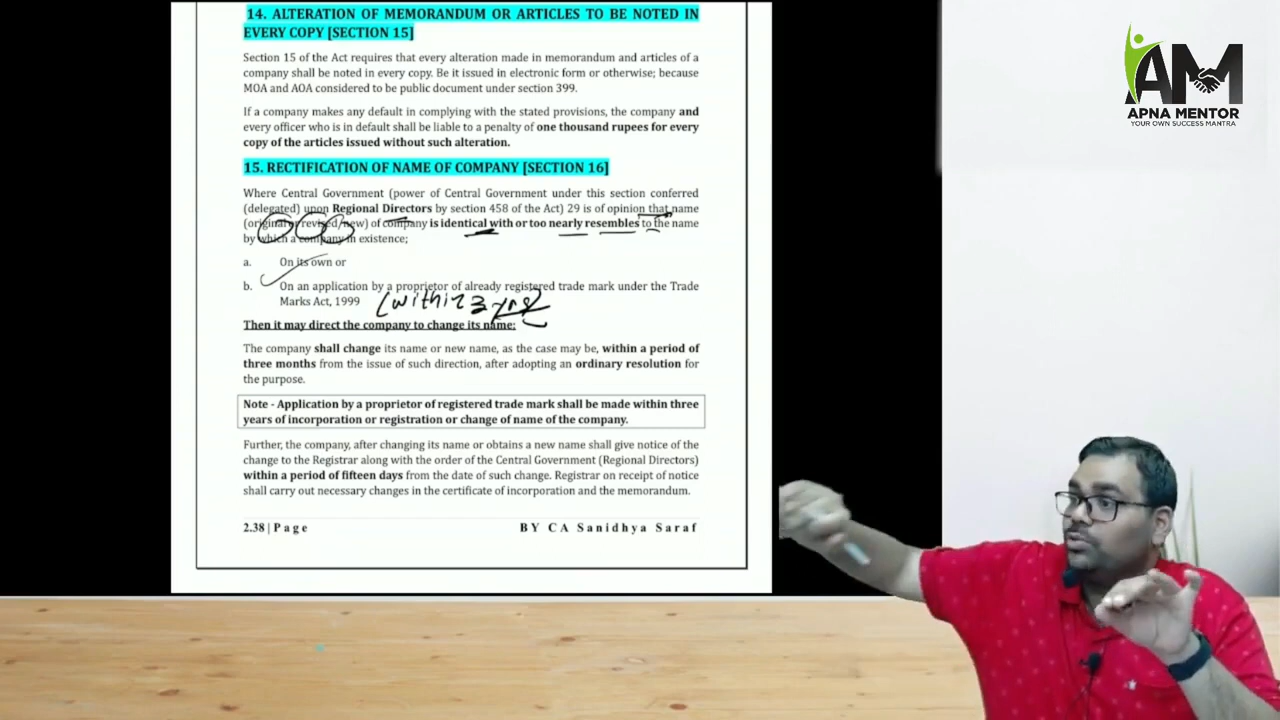 14. ALTERATION OF MEMORANDUM OR ARTICLES TO BE NOTED IN
EVERY COPY [SECTION 15]
Section 15 of the Act requires that every alteration made in memorandum and articles of a
company shall be noted in every copy. Be it issued in electronic form or otherwise; because
MOA and AOA considered to be public document under section 399.
If a company makes any default in complying with the stated provisions, the company and
every officer who is in default shall be liable to a penalty of one thousand rupees for every
copy of the articles issued without such alteration.
15. RECTIFICATION OF NAME OF COMPANY [SECTION 16]
Where Central Government (power of Central Government under this section conferred
(delegated) upon Regional Directors by section 458 of the Act) 29 is of opinion that name
(original or revised/new) of company is identical with or too nearly resembles to the name
by which a company in existence;
a. On its own or
b. On an application by a proprietor of already registered trade mark under the Trade
Marks Act, 1999
(within 3 yrs)
Then it may direct the company to change its name;
The company shall change its name or new name, as the case may be, within a period of
three months from the issue of such direction, after adopting an ordinary resolution for
the purpose.
Note - Application by a proprietor of registered trade mark shall be made within three
years of incorporation or registration or change of name of the company.
Further, the company, after changing its name or obtains a new name shall give notice of the
change to the Registrar along with the order of the Central Government (Regional Directors)
within a period of fifteen days from the date of such change. Registrar on receipt of notice
shall carry out necessary changes in the certificate of incorporation and the memorandum.
2.38 | Page BY CA Sanidhya Saraf
AM
APNA MENTOR
YOUR OWN SUCCESS MANTRA